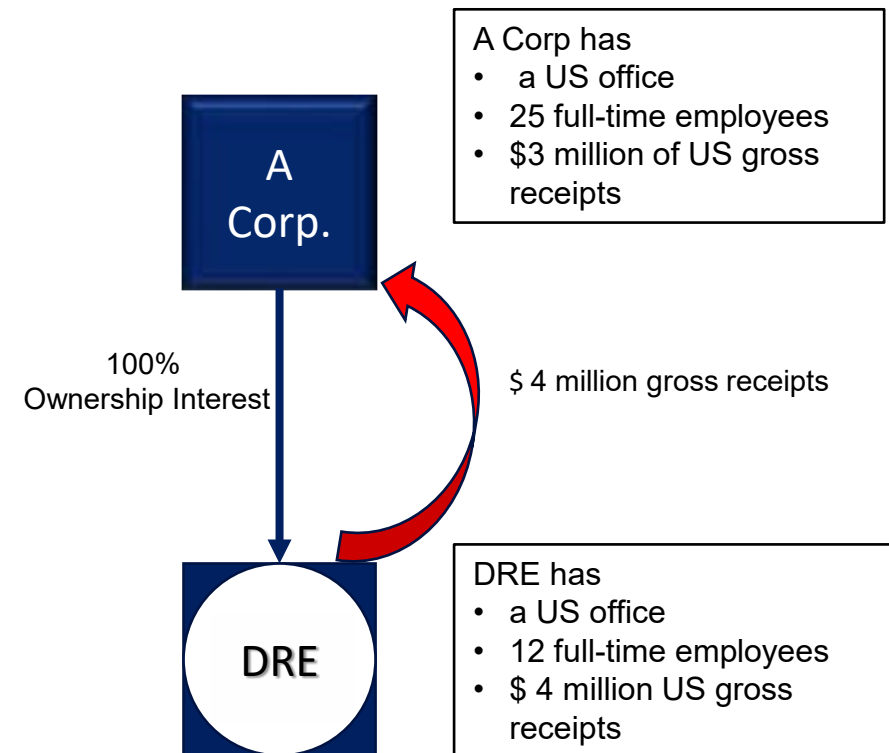 A Corp has
• a US office
• 25 full-time employees
• $3 million of US gross
receipts
A
Corp.
100%
Ownership Interest
$ 4 million gross receipts
DRE has
• a US office
• 12 full-time employees
• $ 4 million US gross
receipts
DRE